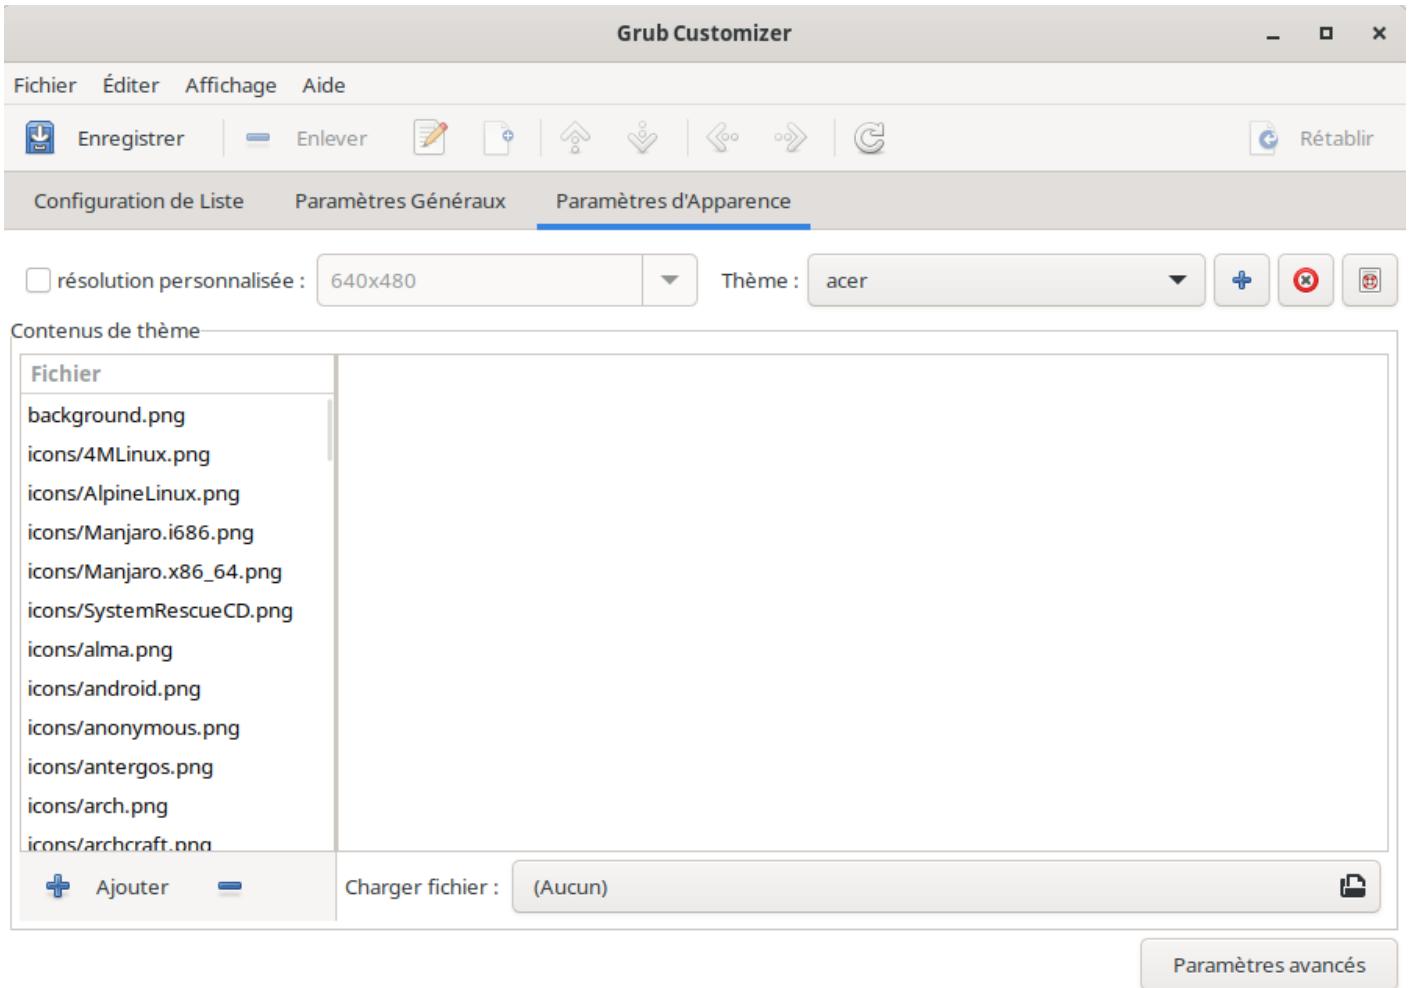 Grub Customizer
Fichier Éditer Affichage Aide
Enregistrer Enlever Rétablir
Configuration de Liste Paramètres Généraux Paramètres d'Apparence
résolution personnalisée : 640x480 Thème : acer
Contenus de thème
Fichier
background.png
icons/4MLinux.png
icons/AlpineLinux.png
icons/Manjaro.i686.png
icons/Manjaro.x86_64.png
icons/SystemRescueCD.png
icons/alma.png
icons/android.png
icons/anonymous.png
icons/antergos.png
icons/arch.png
icons/archcraft.png
Ajouter Charger fichier : (Aucun)
Paramètres avancés